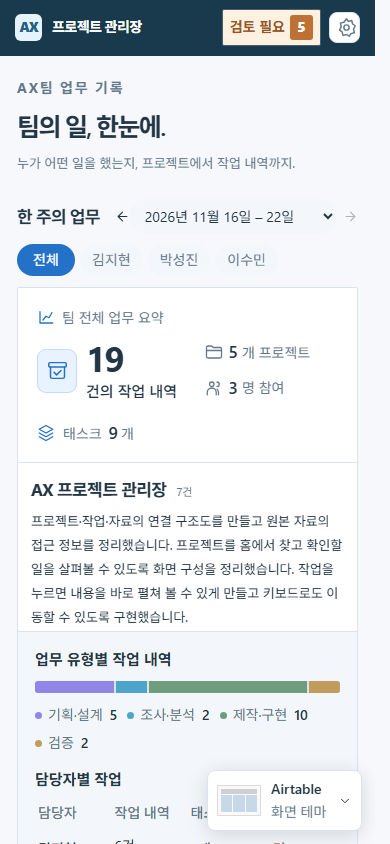 AX
프로젝트 관리장
검토 필요 5
AX팀 업무 기록
팀의 일, 한눈에.
누가 어떤 일을 했는지, 프로젝트에서 작업 내역까지.
한 주의 업무 ← 2026년 11월 16일 – 22일 →
전체 김지현 박성진 이수민
팀 전체 업무 요약
19
건의 작업 내역
5 개 프로젝트
3 명 참여
태스크 9 개
AX 프로젝트 관리장 7건
프로젝트·작업·자료의 연결 구조도를 만들고 원본 자료의
접근 정보를 정리했습니다. 프로젝트를 홈에서 찾고 확인할
일을 살펴볼 수 있도록 화면 구성을 정리했습니다. 작업을
누르면 내용을 바로 펼쳐 볼 수 있게 만들고 키보드로도 이
동할 수 있도록 구현했습니다.
업무 유형별 작업 내역
기획·설계 5 조사·분석 2 제작·구현 10
검증 2
담당자별 작업
담당자 작업 내역
Airtable
화면 테마